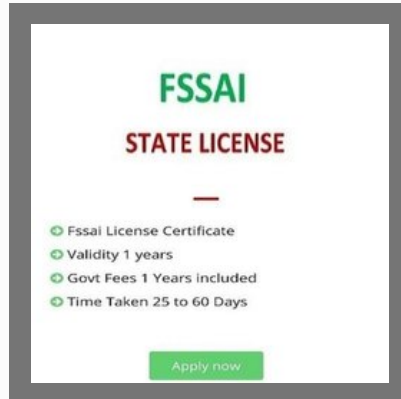 FSSAI
STATE LICENSE
Fssai License Certificate
Validity 1 years
Govt Fees 1 Years included
Time Taken 25 to 60 Days
Apply now